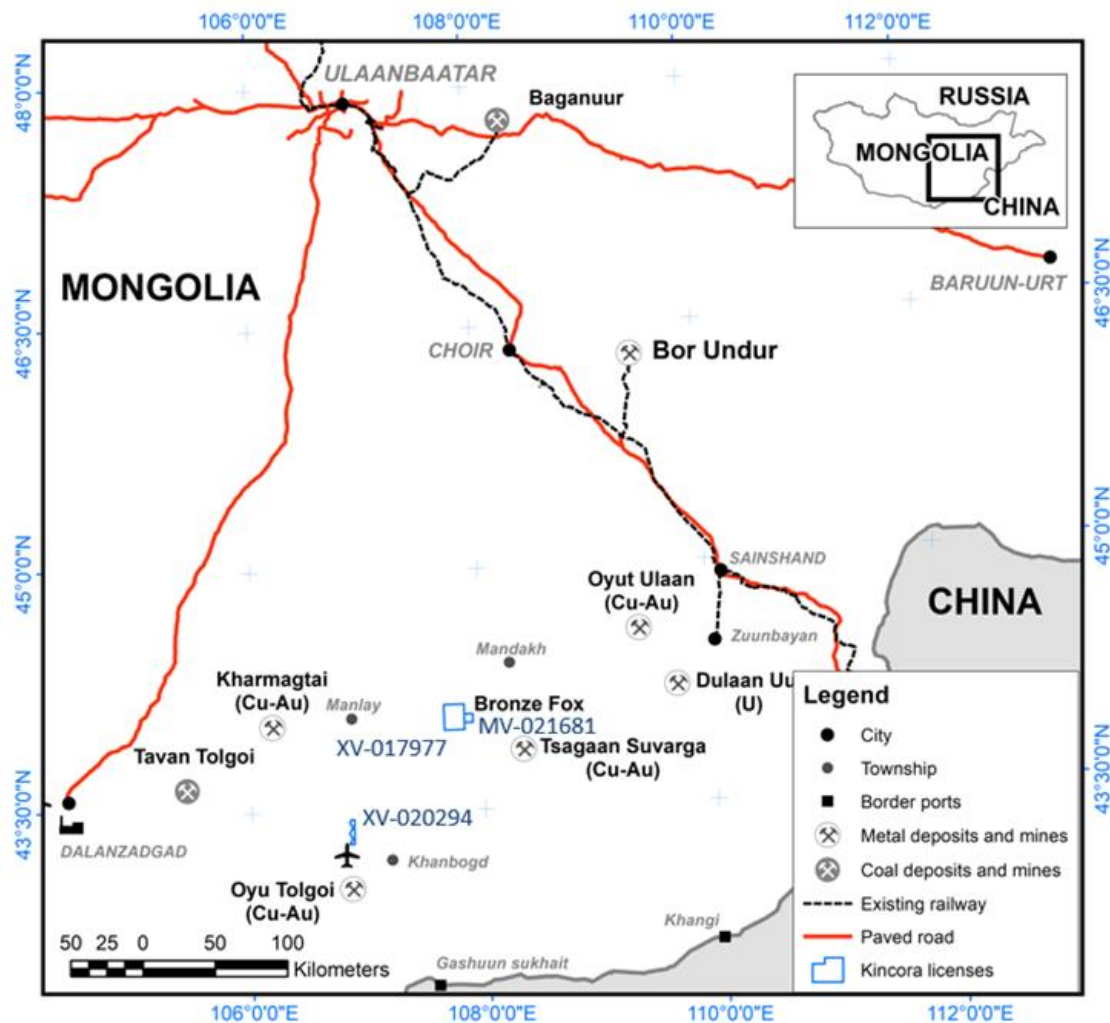 106°0'0"E
108°0'0"E
110°0'0"E
112°0'0"E
48°0'0"N
46°30'0"N
45°0'0"N
43°30'0"N
ULAANBAATAR
Baganuur
RUSSIA
MONGOLIA
CHINA
MONGOLIA
BARUUN-URT
46°30'0"N
CHOIR
Bor Undur
45°0'0"N
SAINSHAND
Oyut Ulaan
(Cu-Au)
CHINA
Zuunbayan
Mandakh
Dulaan Uu
(U)
Kharmagtai
(Cu-Au)
Manlay
Bronze Fox
MV-021681
XV-017977
Tsagaan Suvarga
(Cu-Au)
Tavan Tolgoi
43°30'0"N
XV-020294
DALANZADGAD
Khanbogd
Oyu Tolgoi
(Cu-Au)
Khangi
Gashuun sukhait
50 25 0 50 100
Kilometers
Legend
City
Township
Border ports
Metal deposits and mines
Coal deposits and mines
Existing railway
Paved road
Kincora licenses
106°0'0"E
108°0'0"E
110°0'0"E
112°0'0"E